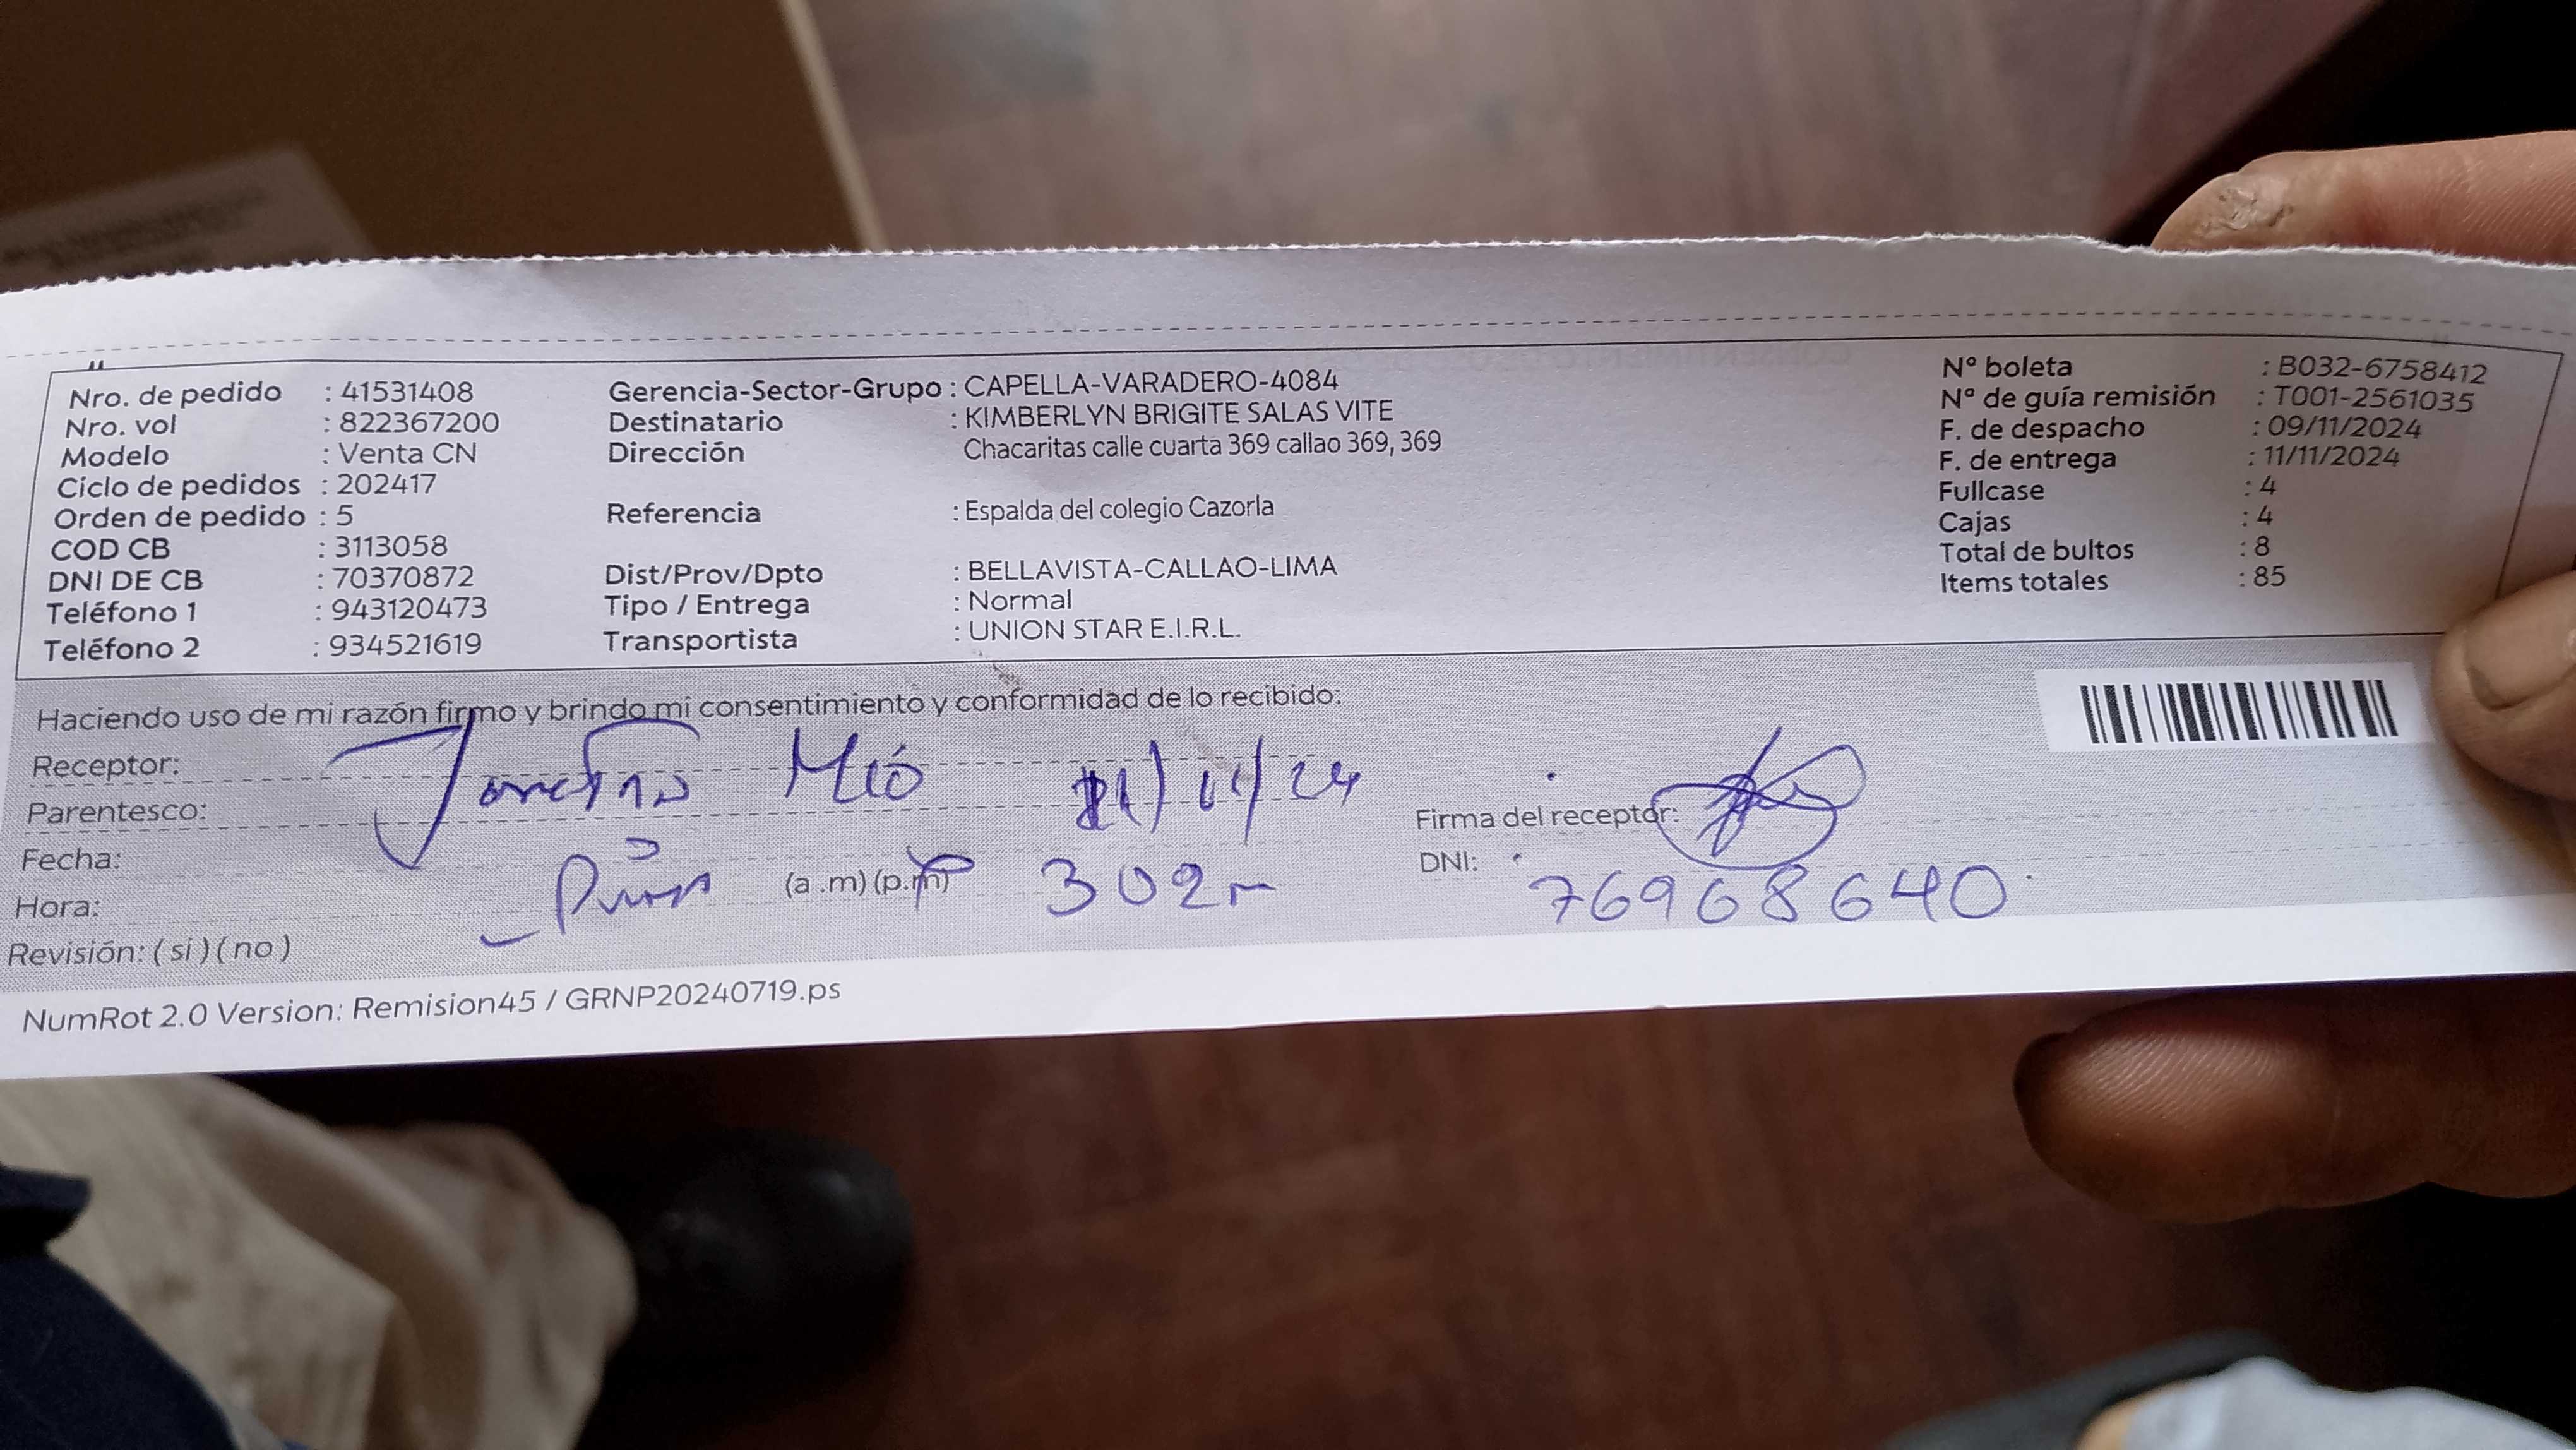 Nro. de pedido : 41531408
Nro. vol : 822367200
Modelo : Venta CN
Ciclo de pedidos : 202417
Orden de pedido : 5
COD CB : 3113058
DNI DE CB : 70370872
Teléfono 1 : 943120473
Teléfono 2 : 934521619
Gerencia-Sector-Grupo : CAPELLA-VARADERO-4084
Destinatario : KIMBERLYN BRIGITE SALAS VITE
Dirección Chacaritas calle cuarta 369 callao 369, 369
Referencia : Espalda del colegio Cazorla
Dist/Prov/Dpto : BELLAVISTA-CALLAO-LIMA
Tipo / Entrega : Normal
Transportista : UNION STAR E.I.R.L.
Nº boleta : B032-6758412
Nª de guía remisión : T001-2561035
F. de despacho : 09/11/2024
F. de entrega : 11/11/2024
Fullcase : 4
Cajas : 4
Total de bultos : 8
Items totales : 85
Haciendo uso de mi razón firmo y brindo mi consentimiento y conformidad de lo recibido:
Receptor: Mió 11/11/24
Parentesco:
Fecha:
Hora: (a .m) (p.m) 302
Revisión: ( si ) ( no )
Firma del receptor:
DNI: 76968640
NumRot 2.0 Version: Remision45 / GRNP20240719.ps